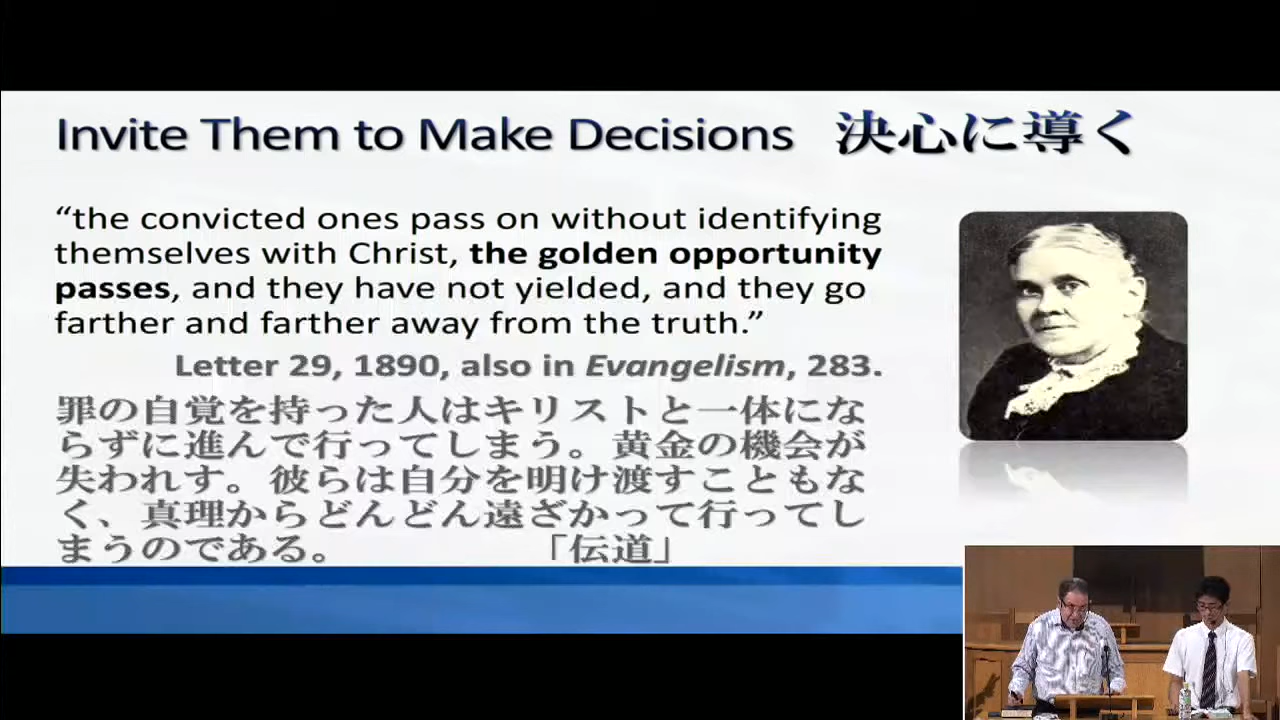 Invite Them to Make Decisions 決心に導く
“the convicted ones pass on without identifying
themselves with Christ, the golden opportunity
passes, and they have not yielded, and they go
farther and farther away from the truth.”
Letter 29, 1890, also in Evangelism, 283.
罪の自覚を持った人はキリストと一体にな
らずに進んで行ってしまう。黄金の機会が
失われす。彼らは自分を明け渡すこともな
く、真理からどんどん遠ざかって行ってし
まうのである。 「伝道」